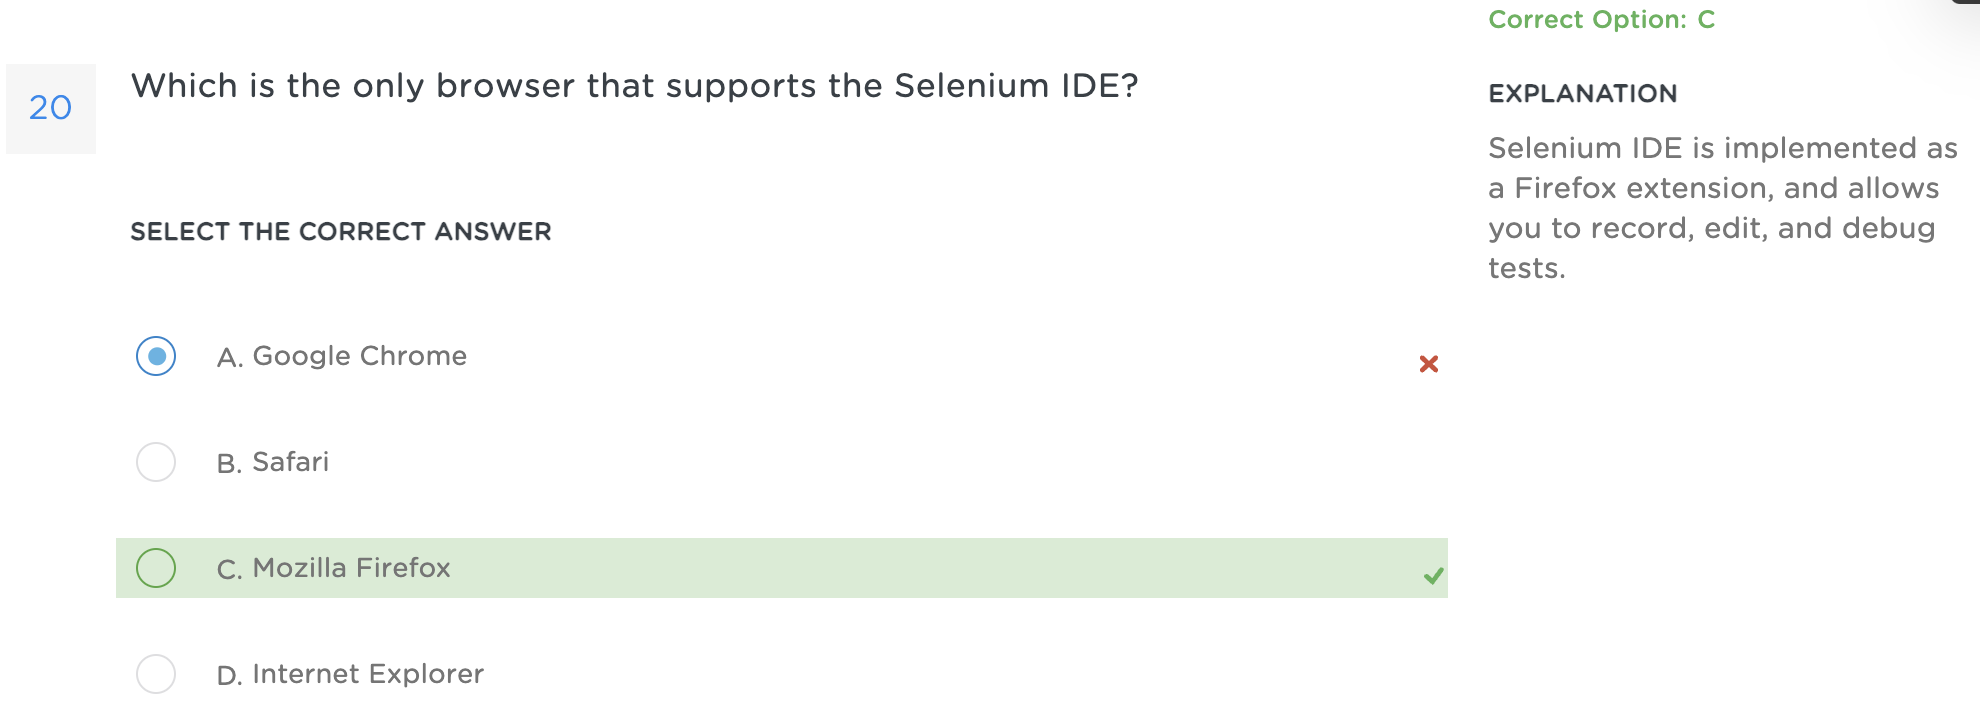 20
Which is the only browser that supports the Selenium IDE?
SELECT THE CORRECT ANSWER
A. Google Chrome
B. Safari
C. Mozilla Firefox
D. Internet Explorer
Correct Option: C
EXPLANATION
Selenium IDE is implemented as
a Firefox extension, and allows
you to record, edit, and debug
tests.